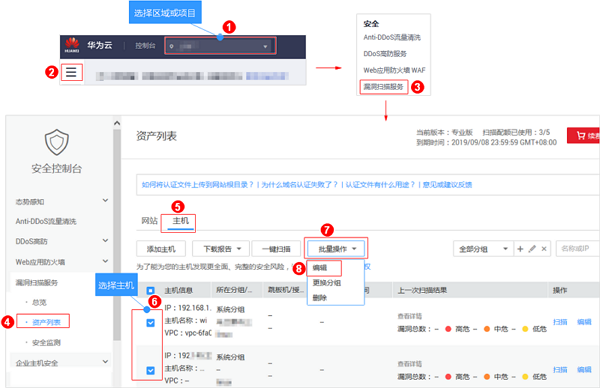 选择区域或项目
1
HUAWEI 华为云 控制台
2
安全
Anti-DDoS流量清洗
DDoS高防服务
Web应用防火墙 WAF
漏洞扫描服务 3
安全控制台
态势感知
Anti-DDoS流量清洗
DDoS高防
Web应用防火墙
漏洞扫描服务
总览
4 资产列表
安全监测
企业主机安全
资产列表
当前版本：专业版 扫描配额已使用：3/5
到期时间：2019/09/08 23:59:59 GMT+08:00
如何将认证文件上传到网站根目录？ | 为什么域名认证失败了？ | 认证文件有什么用途？ | 意见或建议反馈
5
网站 主机
7
添加主机 下载报告 一键扫描 批量操作 全部分组 名称或IP
为了能为您的主机发现更全面、完整的安全风险，
8 编辑
更换分组
删除
选择主机
6
主机信息 所在分组/... 跳板机/接... 上一次扫描结果 操作
IP：192.168.1. 系统分组 查看详情
主机名称：wi -- -- 漏洞总数：-- 高危 -- 中危 -- 低危 扫描 编辑
VPC：vpc-6fa0
IP：192. 系统分组 查看详情
主机名称：... -- -- 漏洞总数：-- 高危 -- 中危 -- 低危 扫描 编辑
VPC：--